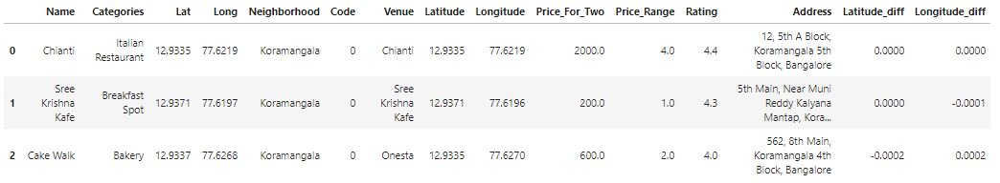 Name Categories Lat Long Neighborhood Code Venue Latitude Longitude Price_For_Two Price_Range Rating Address Latitude_diff Longitude_diff
0 Chianti Italian Restaurant 12.9335 77.6219 Koramangala 0 Chianti 12.9335 77.6219 2000.0 4.0 4.4 12, 5th A Block, Koramangala 5th Block, Bangalore 0.0000 0.0000
1 Sree Krishna Kafe Breakfast Spot 12.9371 77.6197 Koramangala 0 Sree Krishna Kafe 12.9371 77.6196 200.0 1.0 4.3 5th Main, Near Muni Reddy Kalyana Mantap, Kora... 0.0000 -0.0001
2 Cake Walk Bakery 12.9337 77.6268 Koramangala 0 Onesta 12.9335 77.6270 600.0 2.0 4.0 562, 8th Main, Koramangala 4th Block, Bangalore -0.0002 0.0002